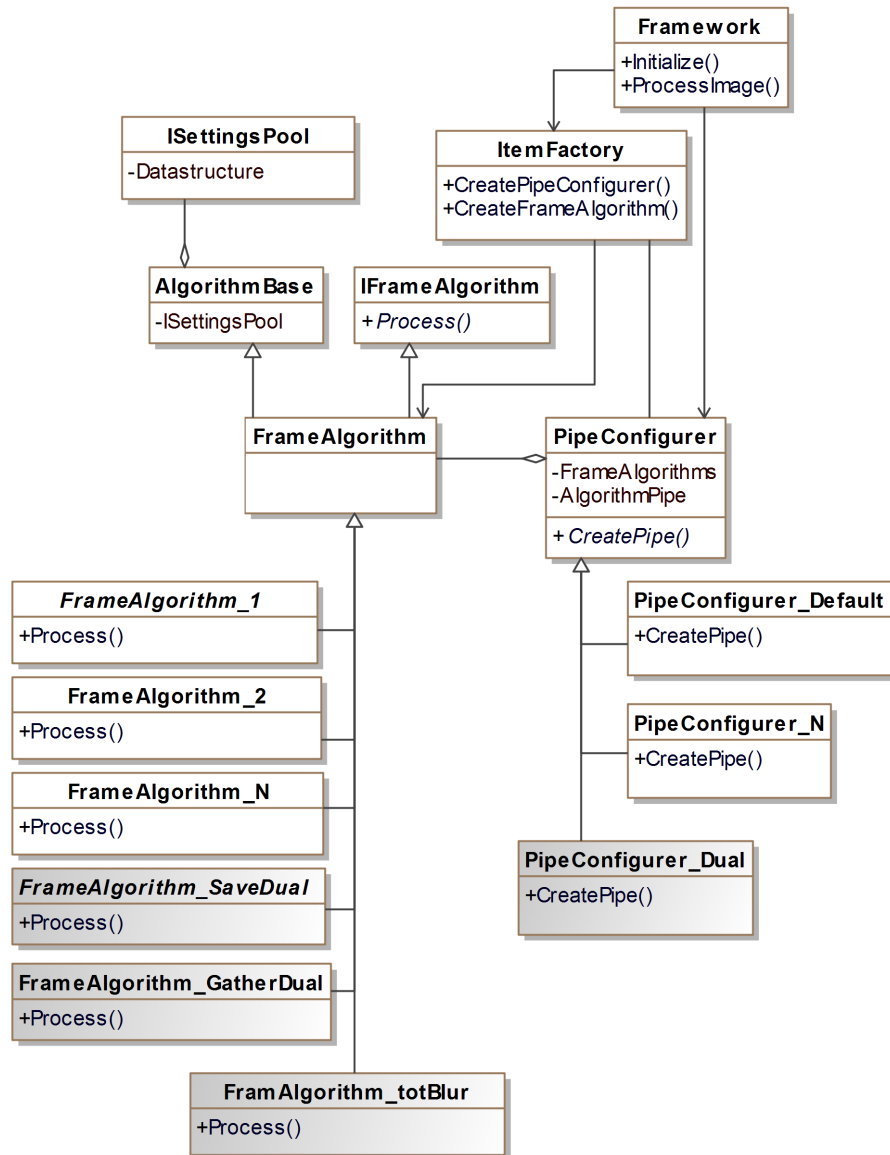 Framework
+Initialize()
+ProcessImage()
ISettingsPool
-Datastructure
ItemFactory
+CreatePipeConfigurer()
+CreateFrameAlgorithm()
AlgorithmBase
-ISettingsPool
IFrameAlgorithm
+Process()
FrameAlgorithm
PipeConfigurer
-FrameAlgorithms
-AlgorithmPipe
+CreatePipe()
FrameAlgorithm_1
+Process()
PipeConfigurer_Default
+CreatePipe()
FrameAlgorithm_2
+Process()
PipeConfigurer_N
+CreatePipe()
FrameAlgorithm_N
+Process()
PipeConfigurer_Dual
+CreatePipe()
FrameAlgorithm_SaveDual
+Process()
FrameAlgorithm_GatherDual
+Process()
FramAlgorithm_totBlur
+Process()